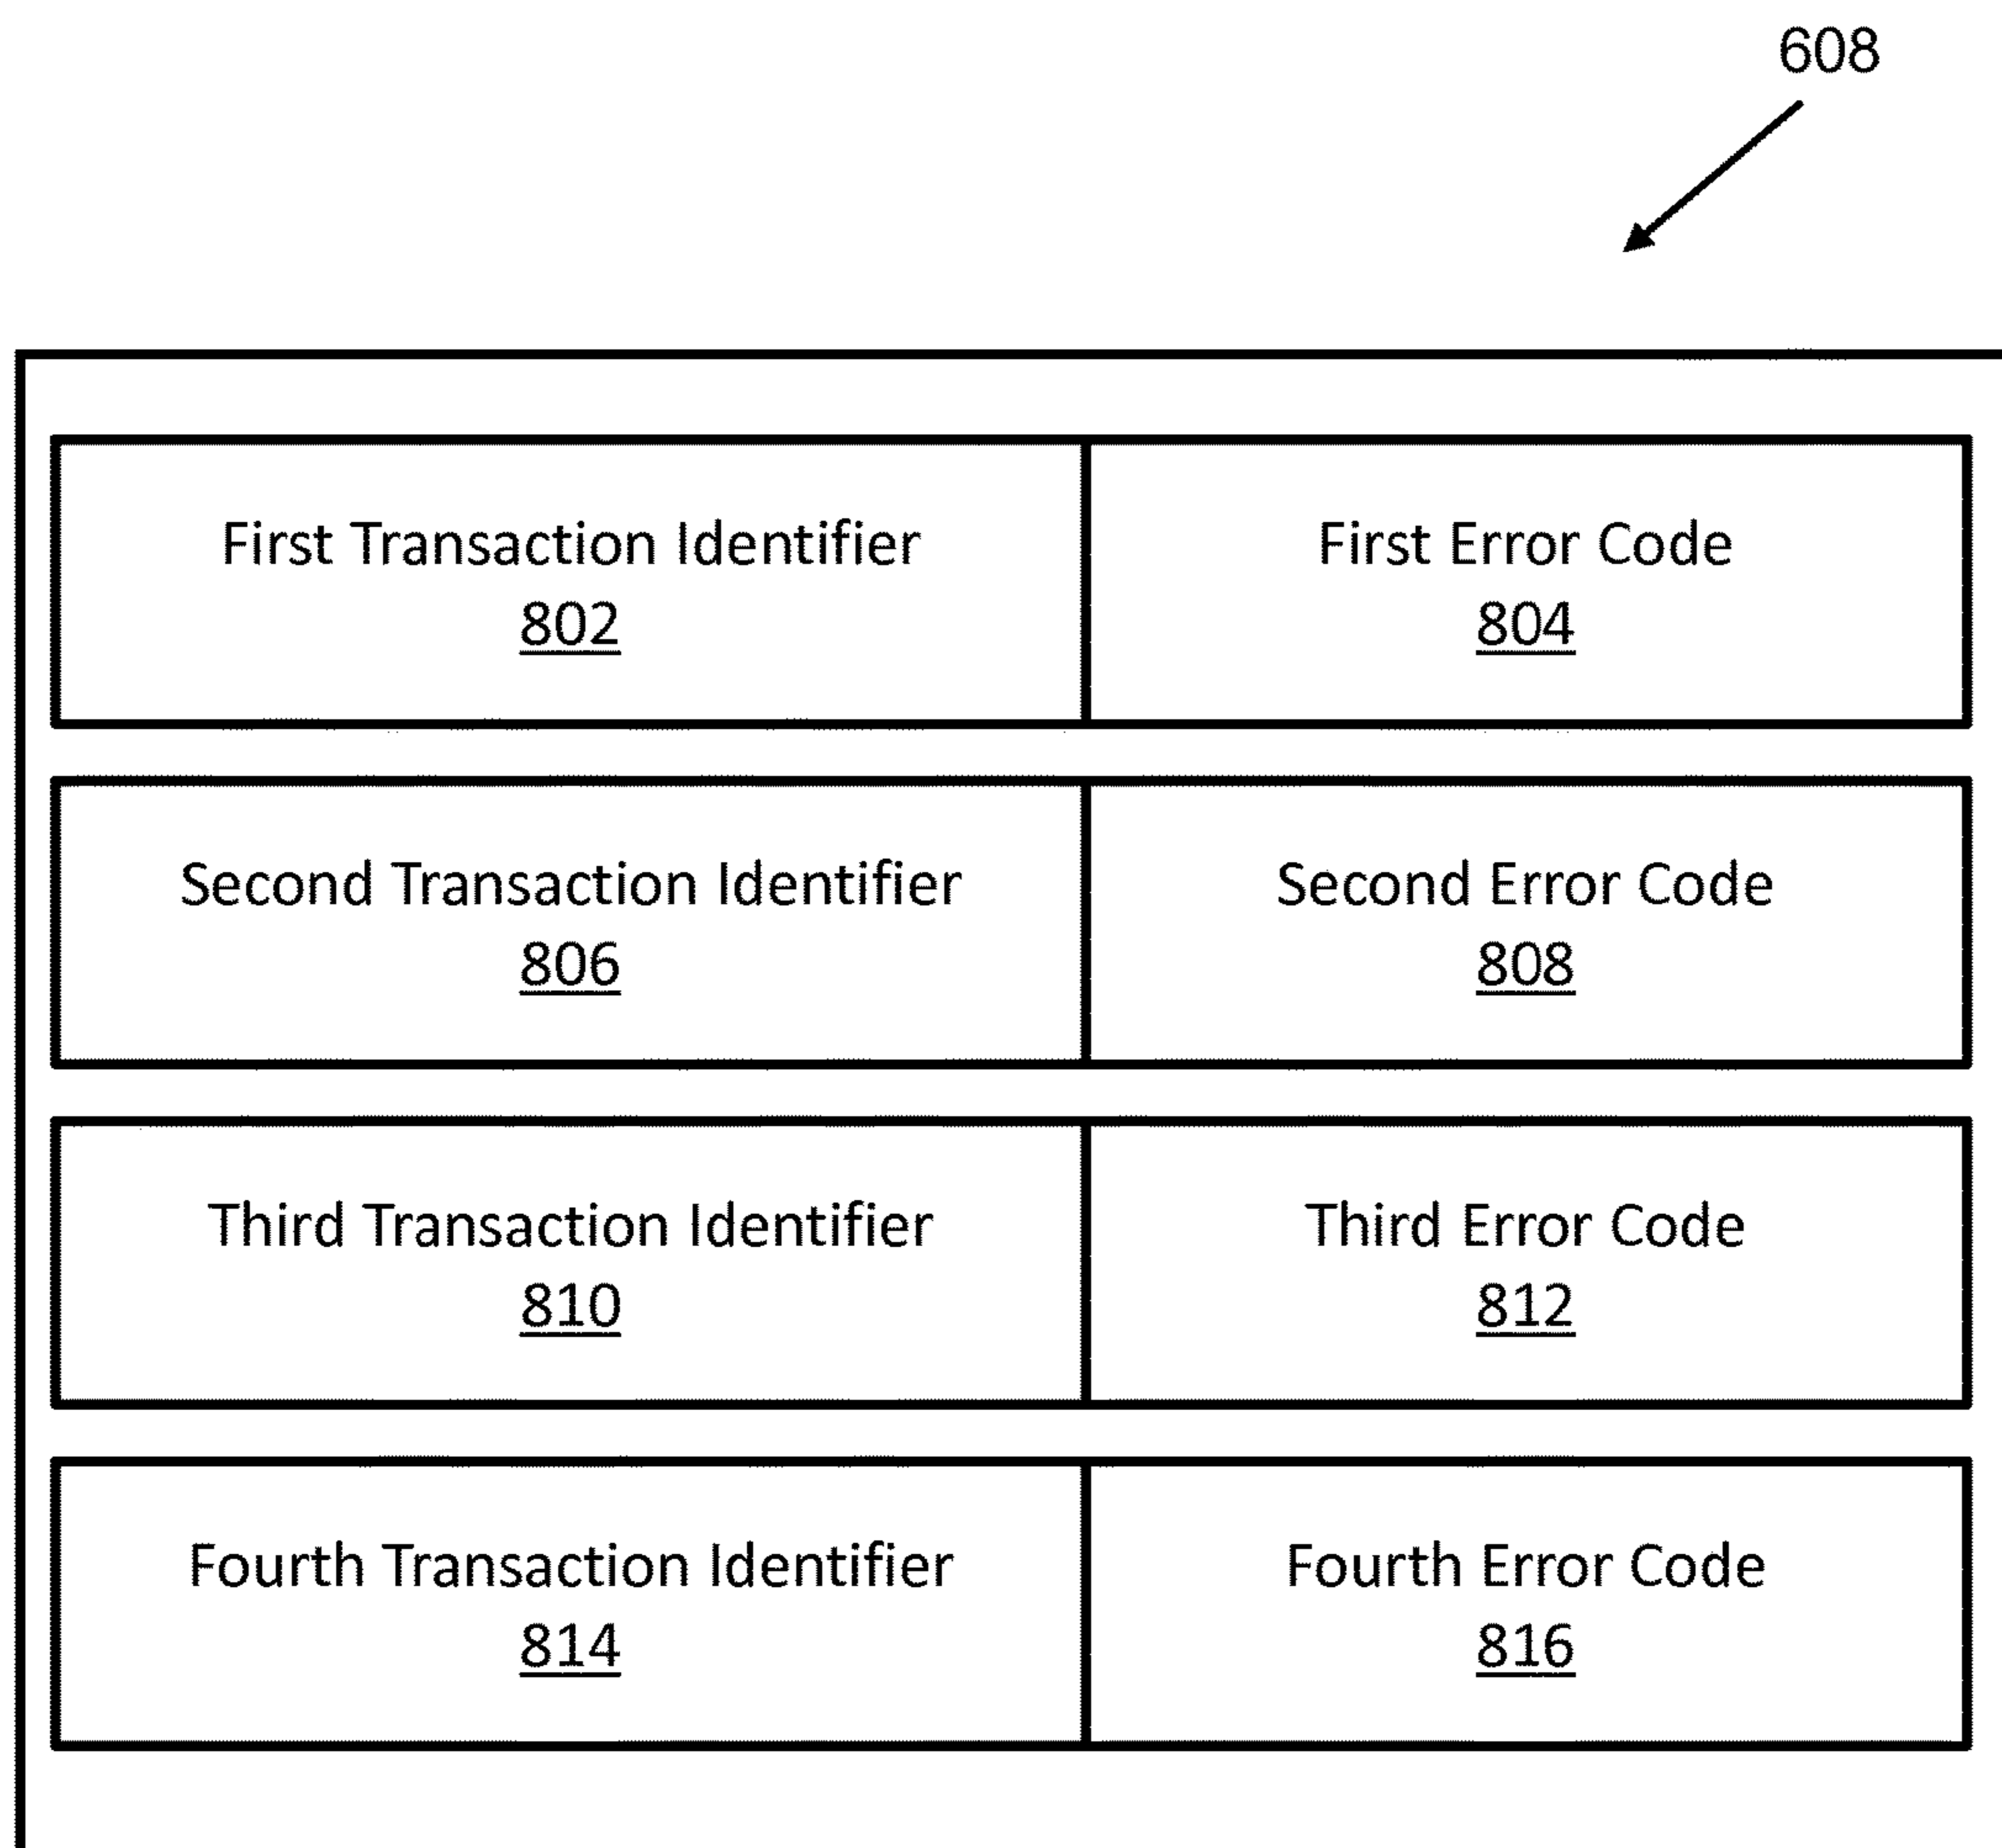 608
First Transaction Identifier
802
First Error Code
804
Second Transaction Identifier
806
Second Error Code
808
Third Transaction Identifier
810
Third Error Code
812
Fourth Transaction Identifier
814
Fourth Error Code
816